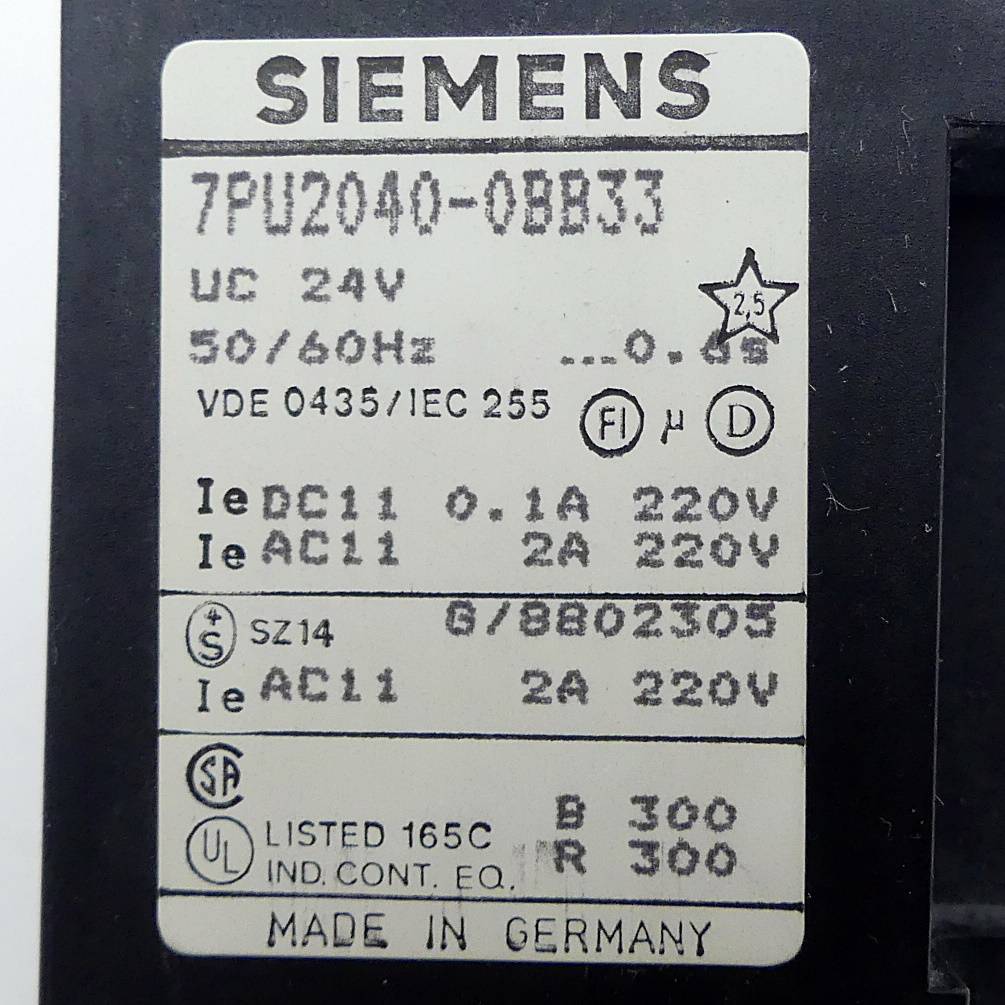 SIEMENS
7PU2040-0BB33
UC 24V
2,5
50/60Hz ...0.6s
VDE 0435/IEC 255 FI µ D
Ie DC11 0.1A 220V
Ie AC11 2A 220V
+S SZ14 G/8802305
Ie AC11 2A 220V
SA
B 300
UL LISTED 165C
R 300
IND. CONT. EQ.
MADE IN GERMANY